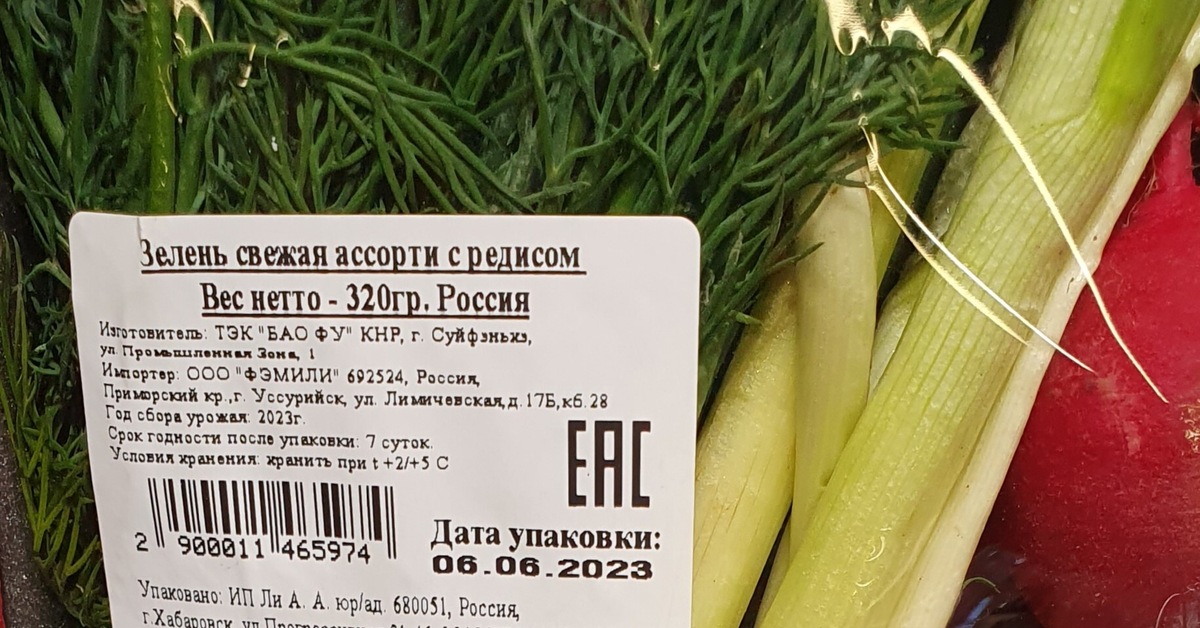 Зелень свежая ассорти с редисом
Вес нетто - 320гр. Россия
Изготовитель: ТЭК "БАО ФУ" КНР, г. Суйфэньхэ,
ул. Промышленная Зона, 1
Импортер: ООО "ФЭМИЛИ" 692524, Россия,
Приморский кр.,г. Уссурийск, ул. Лимичевская,д.17Б,кб.28
Год сбора урожая: 2023г.
Срок годности после упаковки: 7 суток.
Условия хранения: хранить при t +2/+5 С
ЕАС
2 900011 465974
Дата упаковки:
06.06.2023
Упаковано: ИП Ли А. А. юр/ад. 680051, Россия,
г.Хабаровск, ул.